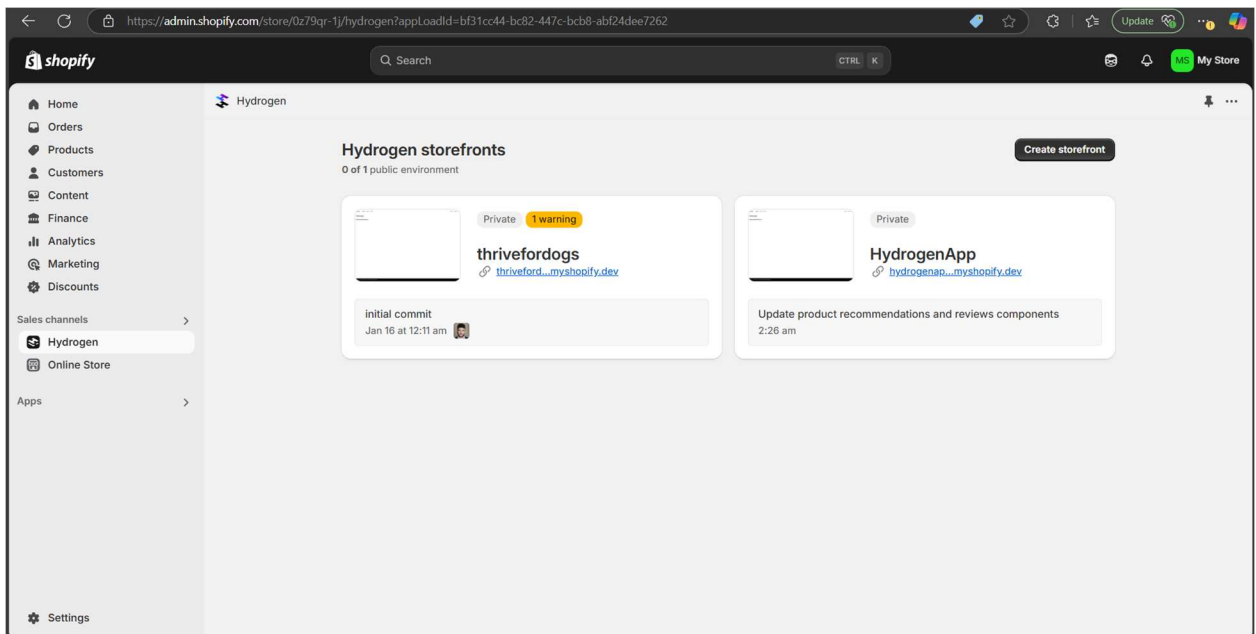 https://admin.shopify.com/store/0z79qr-1j/hydrogen?appLoadId=bf31cc44-bc82-447c-bcb8-abf24dee7262
Update
1
shopify
Search
CTRL K
MS My Store
Home
Orders
Products
Customers
Content
Finance
Analytics
Marketing
Discounts
Sales channels
Hydrogen
Online Store
Apps
Settings
Hydrogen
Hydrogen storefronts
0 of 1 public environment
Create storefront
Private 1 warning
thrivefordogs
thriveford...myshopify.dev
initial commit
Jan 16 at 12:11 am
Private
HydrogenApp
hydrogenap...myshopify.dev
Update product recommendations and reviews components
2:26 am